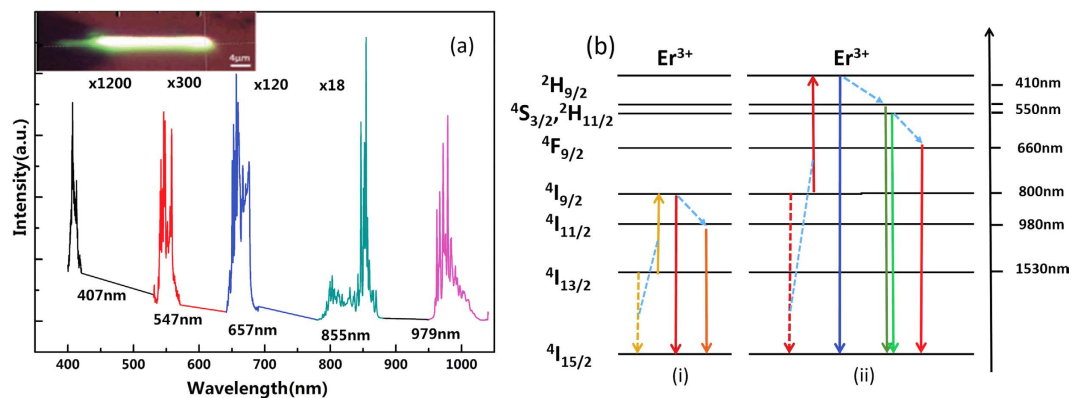 (a)
4μm
x1200 x300 x120 x18
Intensity(a.u.)
407nm
547nm
657nm
855nm
979nm
400 500 600 700 800 900 1000
Wavelength(nm)
(b)
Er³⁺ Er³⁺
²H₉/₂ 410nm
⁴S₃/₂,²H₁₁/₂ 550nm
⁴F₉/₂ 660nm
⁴I₉/₂ 800nm
⁴I₁₁/₂ 980nm
⁴I₁₃/₂ 1530nm
⁴I₁₅/₂
(i) (ii)